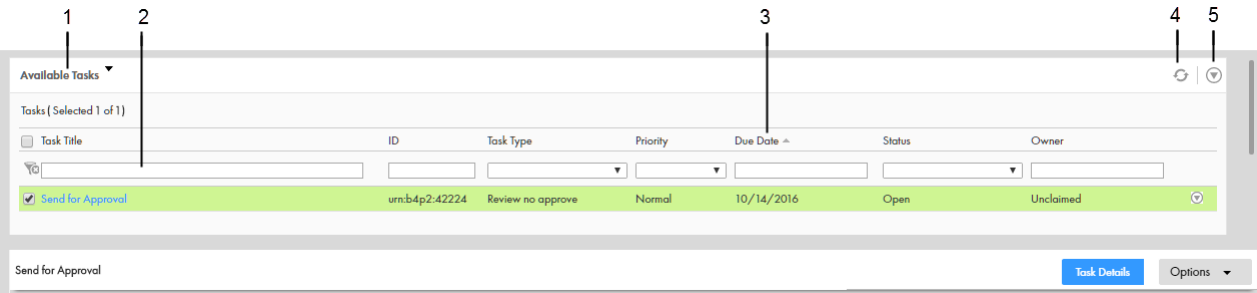 1 2 3 4 5
Available Tasks
Tasks ( Selected 1 of 1)
Task Title ID Task Type Priority Due Date Status Owner
Send for Approval urn:b4p2:42224 Review no approve Normal 10/14/2016 Open Unclaimed
Send for Approval Task Details Options